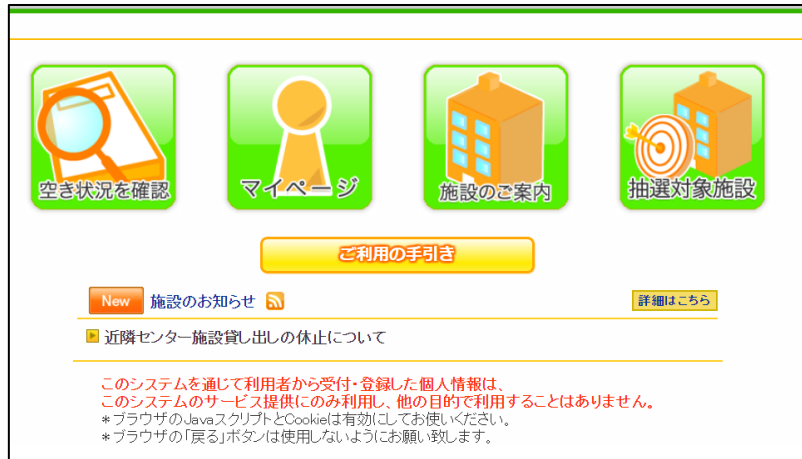 空き状況を確認
マイページ
施設のご案内
抽選対象施設
ご利用の手引き
New 施設のお知らせ 詳細はこちら
近隣センター施設貸し出しの休止について
このシステムを通じて利用者から受付・登録した個人情報は、
このシステムのサービス提供にのみ利用し、他の目的で利用することはありません。
*ブラウザのJavaスクリプトとCookieは有効にしてお使いください。
*ブラウザの「戻る」ボタンは使用しないようにお願い致します。